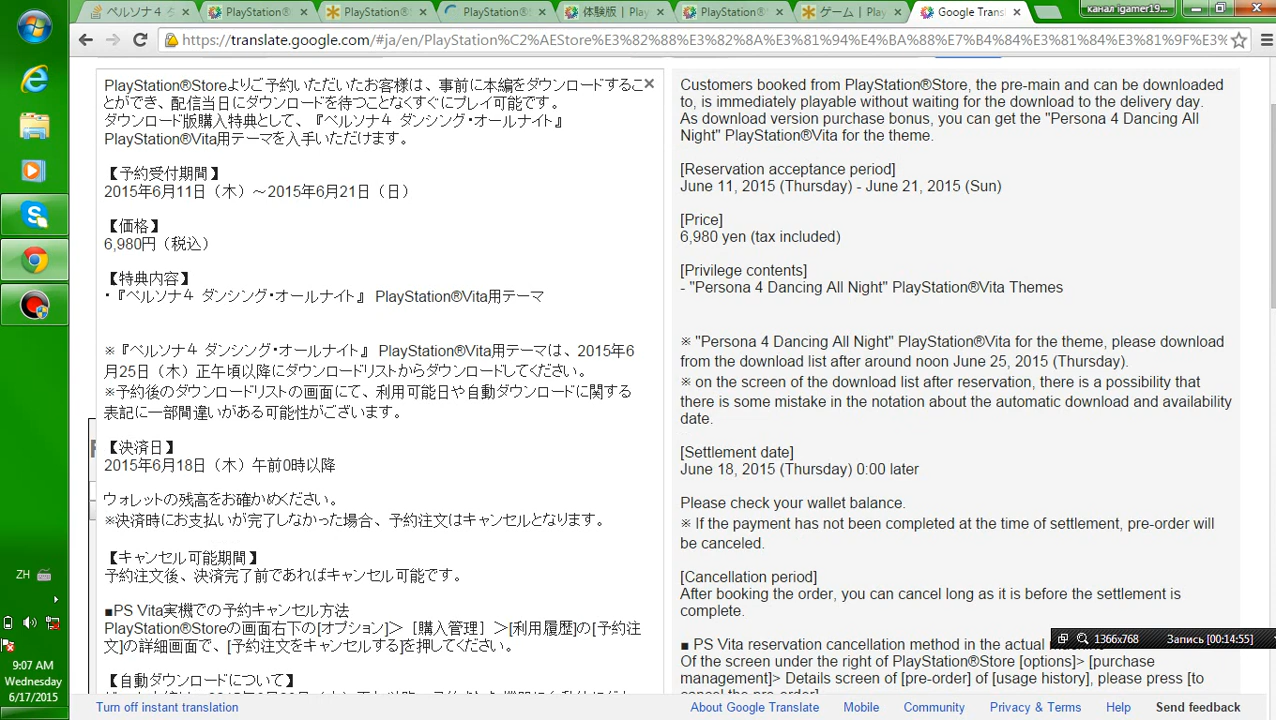 ペルソナ４ ダ
PlayStation®
PlayStation®
PlayStation®
体験版 | Play
PlayStation®
ゲーム | Play
Google Trans
канал igamer19...
https://translate.google.com/#ja/en/PlayStation%C2%AEStore%E3%82%88%E3%82%8A%E3%81%94%E4%BA%88%E7%B4%84%E3%81%84%E3%81%9F%E3
PlayStation®Storeよりご予約いただいたお客様は、事前に本編をダウンロードするこ
とができ、配信当日にダウンロードを待つことなくすぐにプレイ可能です。
ダウンロード版購入特典として、『ペルソナ４ ダンシング・オールナイト』
PlayStation®Vita用テーマを入手いただけます。
【予約受付期間】
2015年6月11日（木）～2015年6月21日（日）
【価格】
6,980円（税込）
【特典内容】
・『ペルソナ４ ダンシング・オールナイト』 PlayStation®Vita用テーマ
※『ペルソナ４ ダンシング・オールナイト』 PlayStation®Vita用テーマは、2015年6
月25日（木）正午頃以降にダウンロードリストからダウンロードしてください。
※予約後のダウンロードリストの画面にて、利用可能日や自動ダウンロードに関する
表記に一部間違いがある可能性がございます。
【決済日】
2015年6月18日（木）午前0時以降
ウォレットの残高をお確かめください。
※決済時にお支払いが完了しなかった場合、予約注文はキャンセルとなります。
【キャンセル可能期間】
予約注文後、決済完了前であればキャンセル可能です。
■PS Vita実機での予約キャンセル方法
PlayStation®Storeの画面右下の[オプション]＞［購入管理］＞[利用履歴]の[予約注
文]の詳細画面で、[予約注文をキャンセルする]を押してください。
【自動ダウンロードについて】
Customers booked from PlayStation®Store, the pre-main and can be downloaded
to, is immediately playable without waiting for the download to the delivery day.
As download version purchase bonus, you can get the "Persona 4 Dancing All
Night" PlayStation®Vita for the theme.
[Reservation acceptance period]
June 11, 2015 (Thursday) - June 21, 2015 (Sun)
[Price]
6,980 yen (tax included)
[Privilege contents]
- "Persona 4 Dancing All Night" PlayStation®Vita Themes
※ "Persona 4 Dancing All Night" PlayStation®Vita for the theme, please download
from the download list after around noon June 25, 2015 (Thursday).
※ on the screen of the download list after reservation, there is a possibility that
there is some mistake in the notation about the automatic download and availability
date.
[Settlement date]
June 18, 2015 (Thursday) 0:00 later
Please check your wallet balance.
※ If the payment has not been completed at the time of settlement, pre-order will
be canceled.
[Cancellation period]
After booking the order, you can cancel long as it is before the settlement is
complete.
■ PS Vita reservation cancellation method in the actual
Of the screen under the right of PlayStation®Store [options]> [purchase
management]> Details screen of [pre-order] of [usage history], please press [to
cancel the pre-order]
1366x768
Запись [00:14:55]
ZH
9:07 AM
Wednesday
6/17/2015
Turn off instant translation
About Google Translate
Mobile
Community
Privacy & Terms
Help
Send feedback